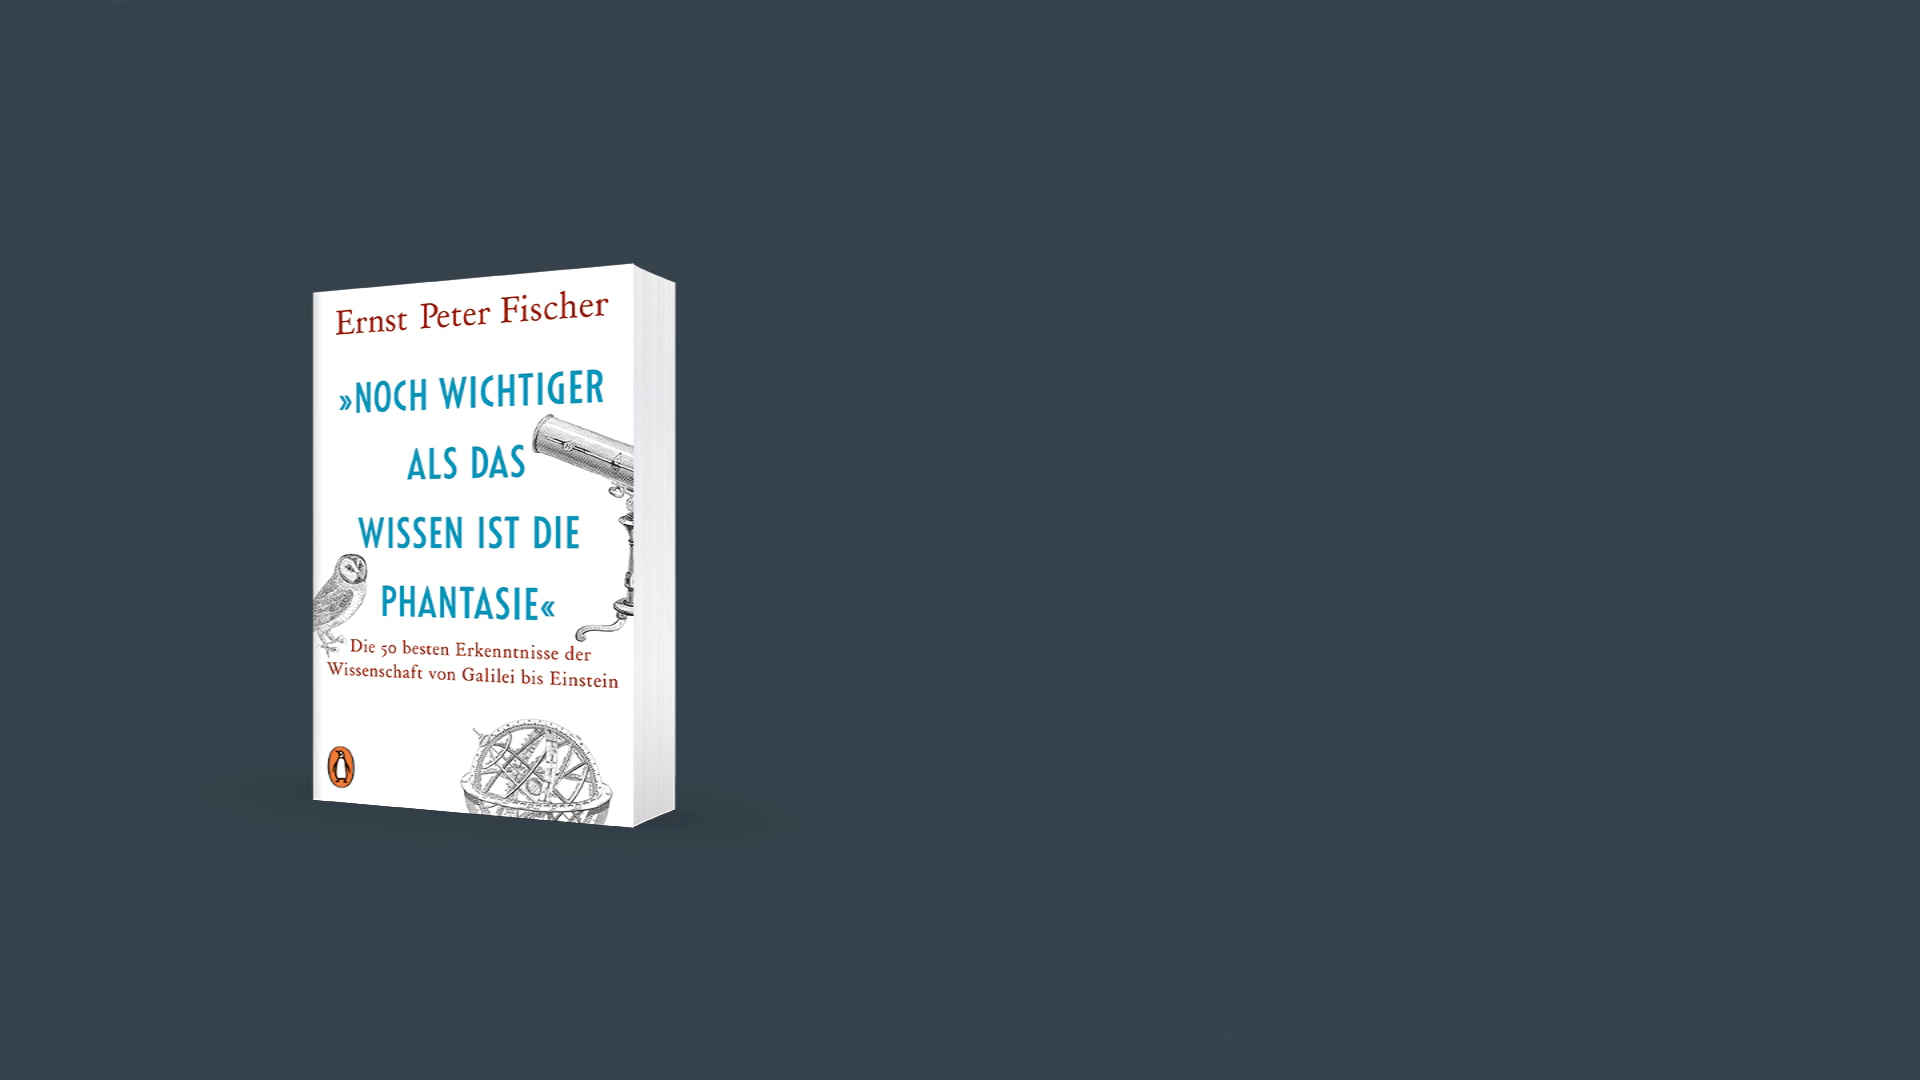 Ernst Peter Fischer
»NOCH WICHTIGER
ALS DAS
WISSEN IST DIE
PHANTASIE«
Die 50 besten Erkenntnisse der
Wissenschaft von Galilei bis Einstein